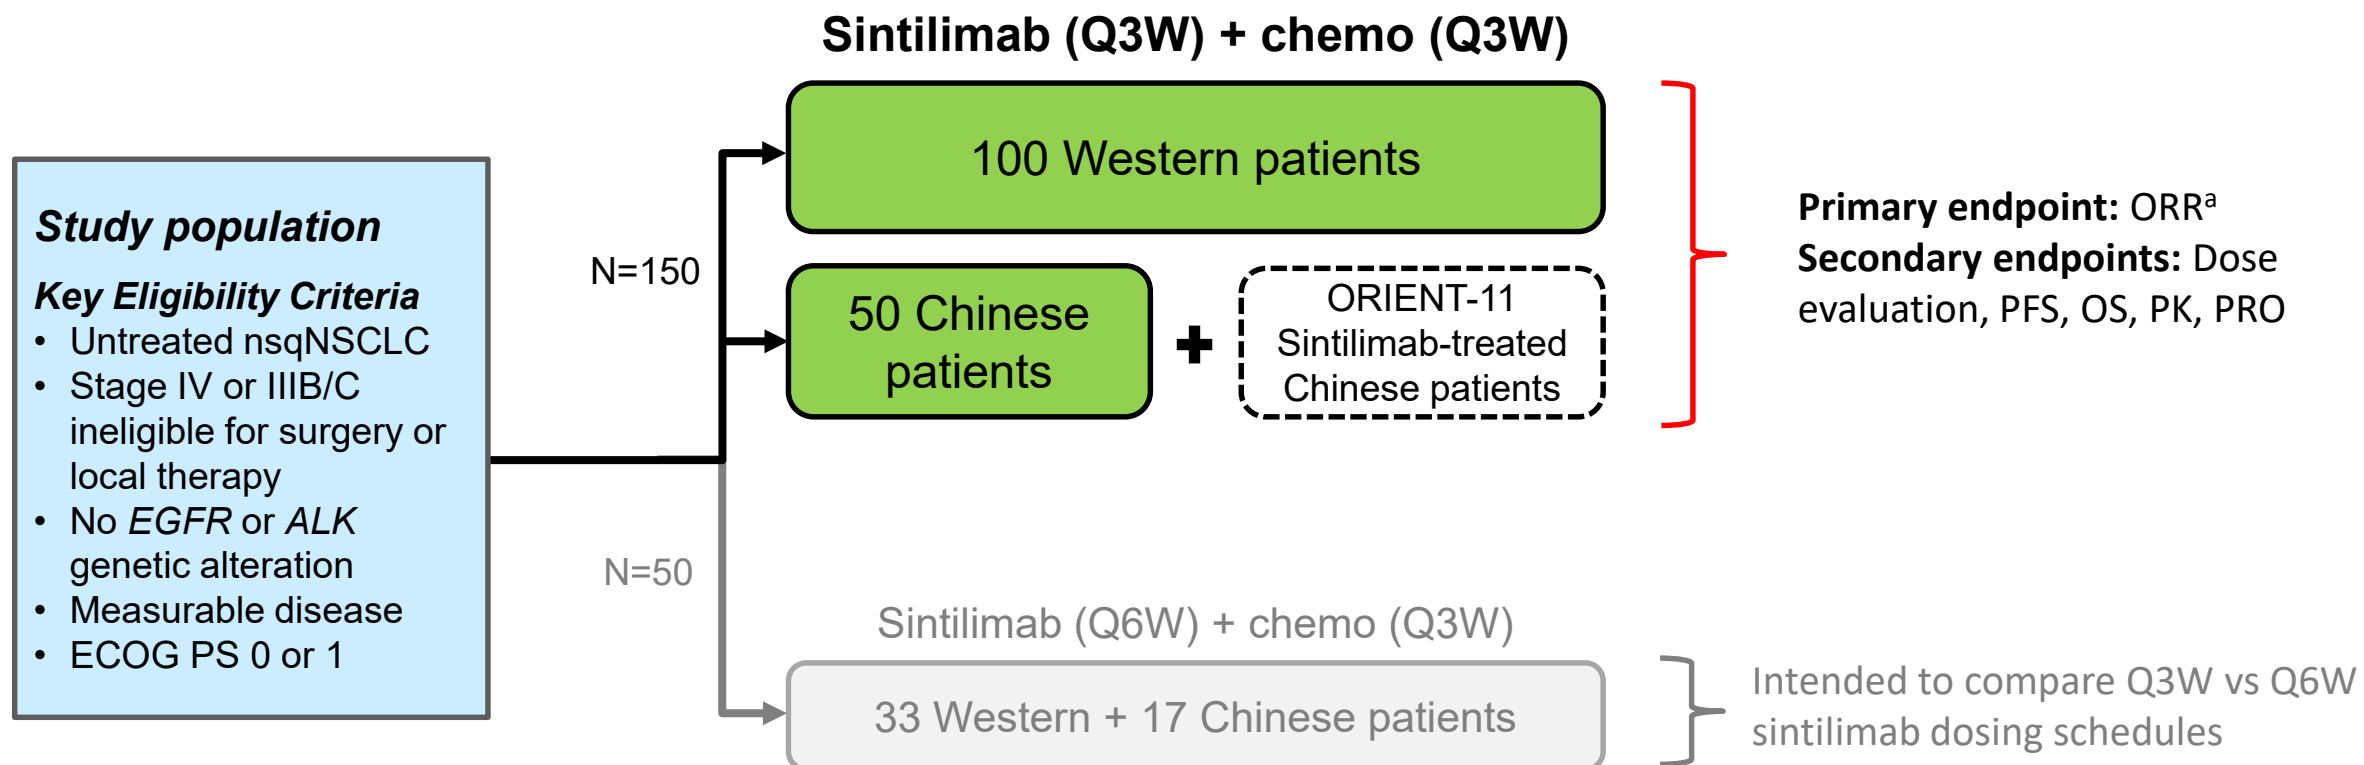 Sintilimab (Q3W) + chemo (Q3W)
Study population
Key Eligibility Criteria
• Untreated nsqNSCLC
• Stage IV or IIIB/C
ineligible for surgery or
local therapy
• No EGFR or ALK
genetic alteration
• Measurable disease
• ECOG PS 0 or 1
N=150
100 Western patients
50 Chinese
patients
+
ORIENT-11
Sintilimab-treated
Chinese patients
Primary endpoint: ORRᵃ
Secondary endpoints: Dose
evaluation, PFS, OS, PK, PRO
N=50
Sintilimab (Q6W) + chemo (Q3W)
33 Western + 17 Chinese patients
Intended to compare Q3W vs Q6W
sintilimab dosing schedules